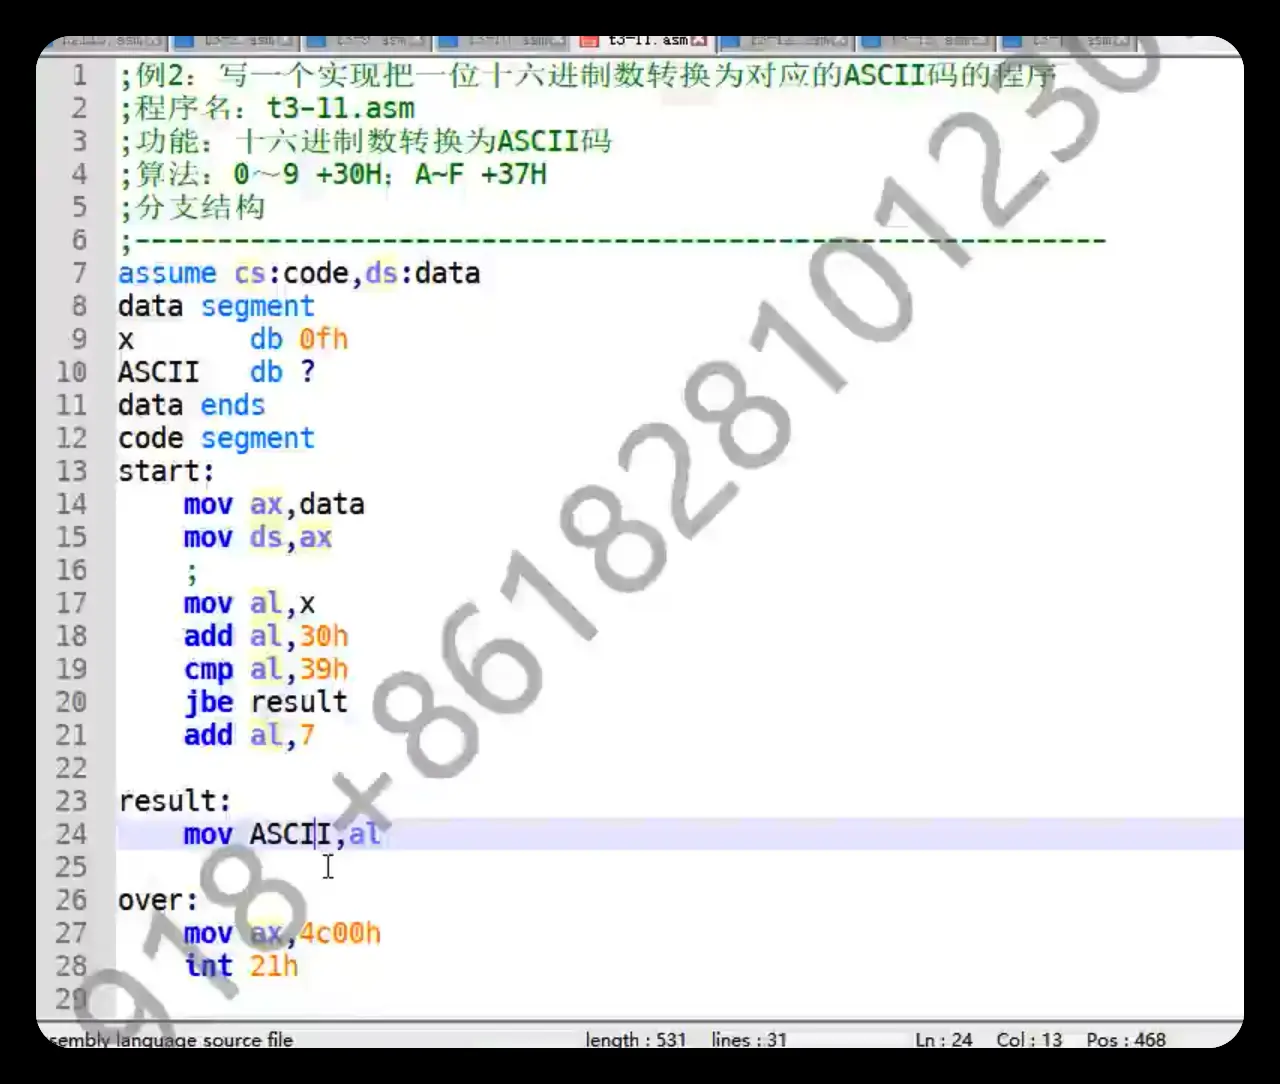 t3-11.asm
1 ;例2：写一个实现把一位十六进制数转换为对应的ASCII码的程序
2 ;程序名：t3-11.asm
3 ;功能：十六进制数转换为ASCII码
4 ;算法：0～9 +30H；A~F +37H
5 ;分支结构
6 ;-----------------------------------------------------------
7 assume cs:code,ds:data
8 data segment
9 x       db 0fh
10 ASCII   db ?
11 data ends
12 code segment
13 start:
14     mov ax,data
15     mov ds,ax
16     ;
17     mov al,x
18     add al,30h
19     cmp al,39h
20     jbe result
21     add al,7
22
23 result:
24     mov ASCII,al
25
26 over:
27     mov ax,4c00h
28     int 21h
29
sembly language source file length : 531 lines : 31 Ln : 24 Col : 13 Pos : 468
918 +861828101230